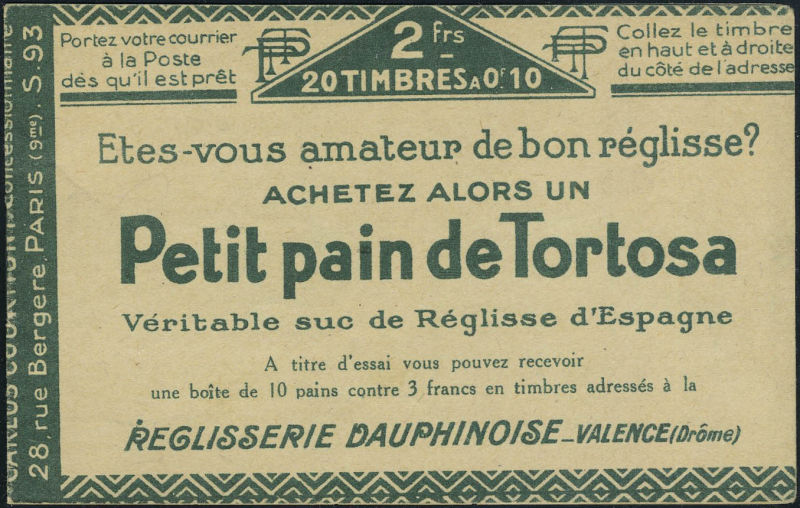 Portez votre courrier
à la Poste
dès qu'il est prêt
PTT
2 frs
20 TIMBRES A 0F10
PTT
Collez le timbre
en haut et à droite
du côté de l'adresse
Etes-vous amateur de bon réglisse?
ACHETEZ ALORS UN
Petit pain de Tortosa
Véritable suc de Réglisse d'Espagne
A titre d'essai vous pouvez recevoir
une boîte de 10 pains contre 3 francs en timbres adressés à la
REGLISSERIE DAUPHINOISE_VALENCE (Drôme)
28, rue Bergere, PARIS (9me). S. 93